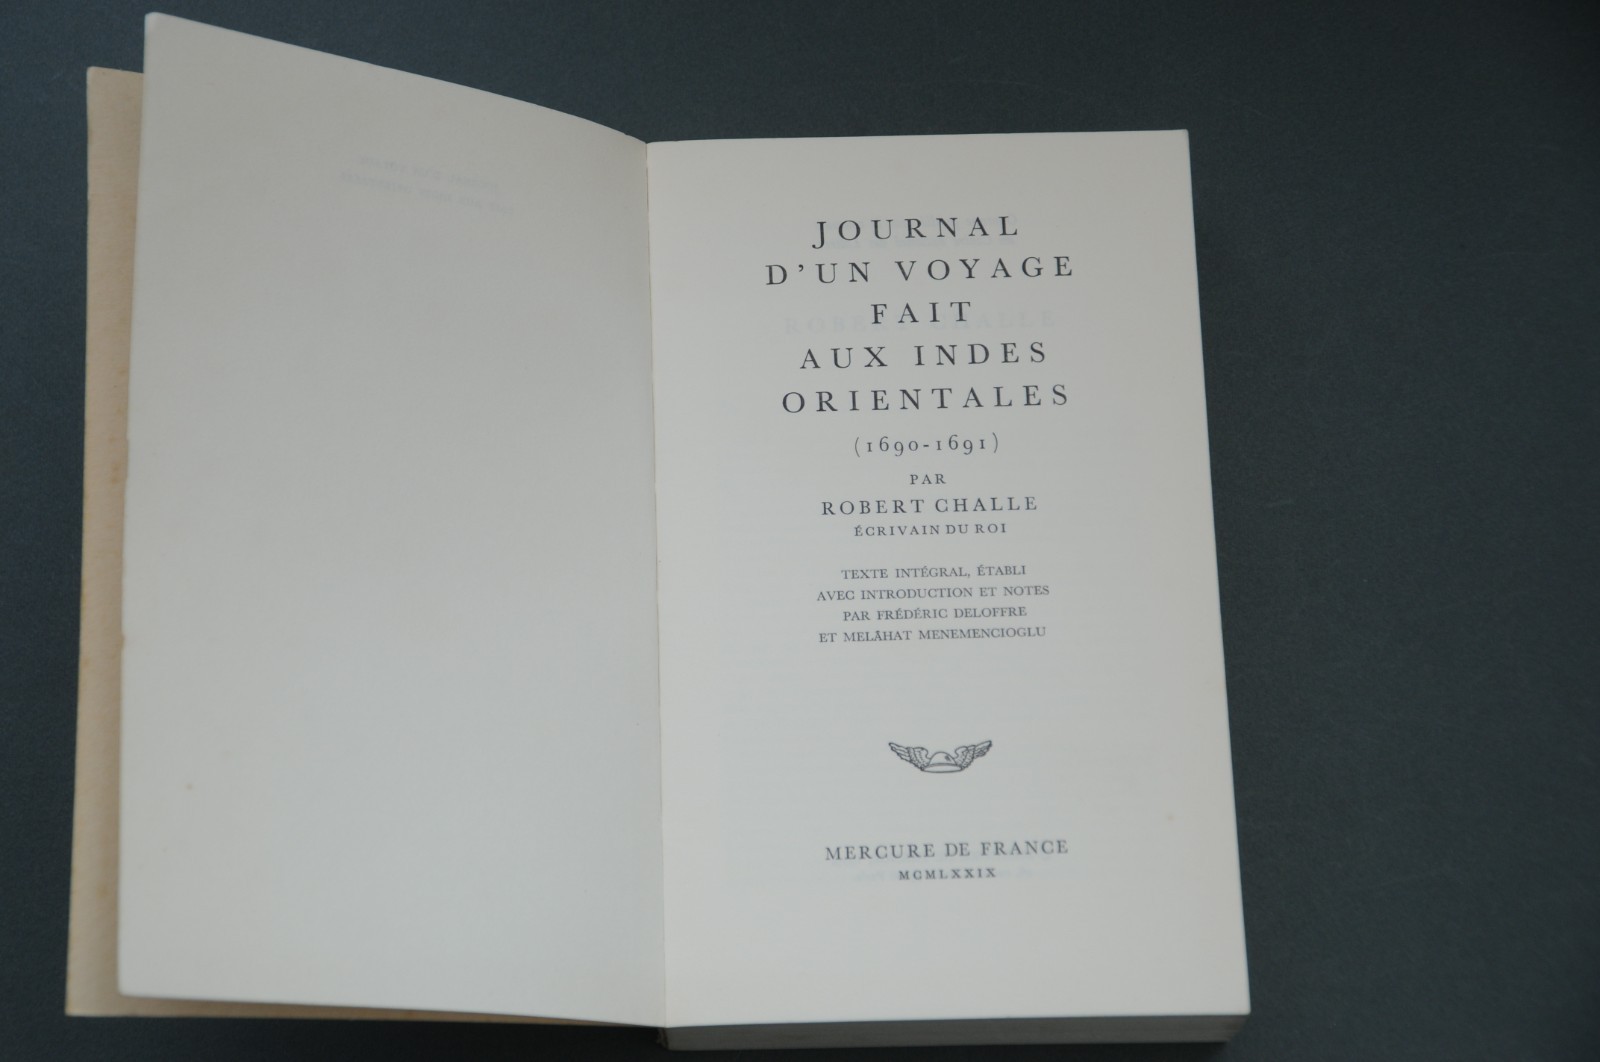 JOURNAL
D'UN VOYAGE
FAIT
AUX INDES
ORIENTALES
(1690-1691)
PAR
ROBERT CHALLE
ÉCRIVAIN DU ROI
TEXTE INTÉGRAL, ÉTABLI
AVEC INTRODUCTION ET NOTES
PAR FRÉDÉRIC DELOFFRE
ET MELÂHAT MENEMENCIOGLU
MERCURE DE FRANCE
MCMLXXIX